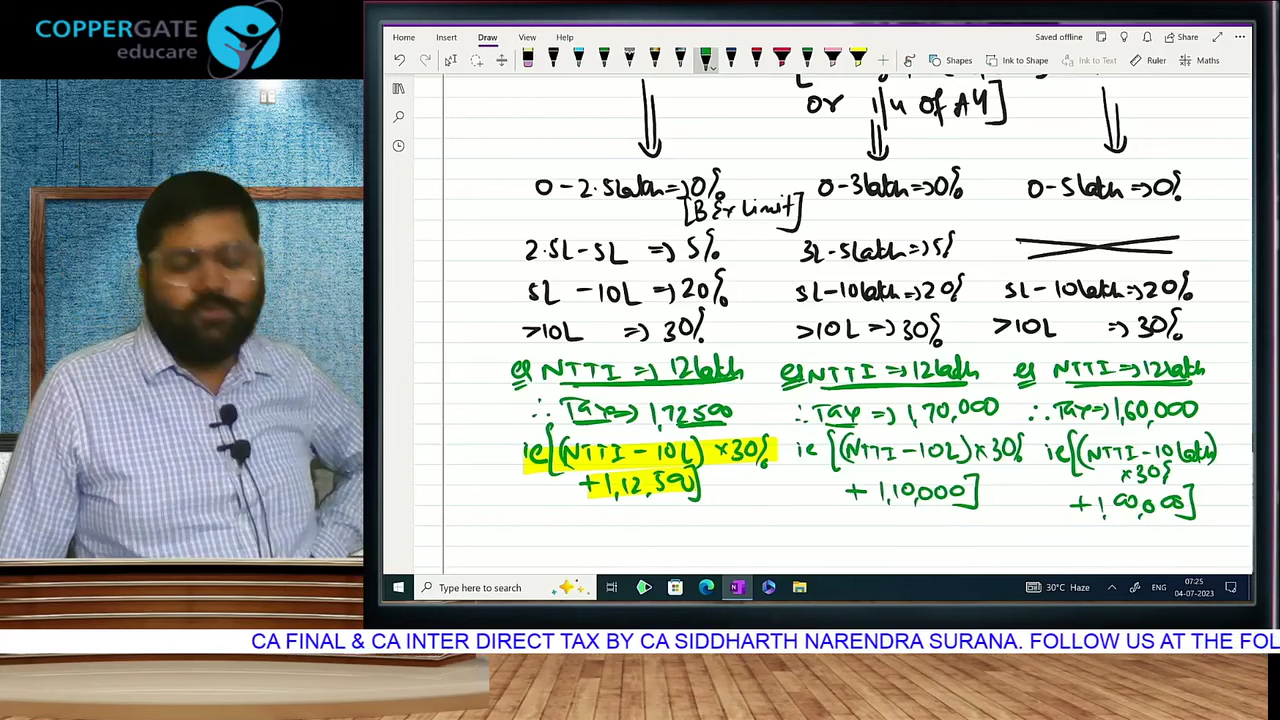 COPPERGATE
educare
Home Insert Draw View Help
Saved offline
Share
Shapes
Ink to Shape
Ink to Text
Ruler
Maths
or of AY]
0 - 2.5lakh => 0%
[B Ex Limit]
2.5L - 5L => 5%
5L - 10L => 20%
>10L => 30%
eg NTTI => 12lakh
∴ Tax => 1,72,500
ie [(NTTI - 10L) × 30%
+ 1,12,500]
0 - 3lakh => 0%
3L - 5lakh => 5%
5L - 10lakh => 20%
>10L => 30%
eg NTTI => 12lakh
∴ Tax => 1,70,000
ie [(NTTI - 10L) × 30%
+ 1,10,000]
0 - 5lakh => 0%
5L - 10lakh => 20%
>10L => 30%
eg NTTI => 12lakh
∴ Tax => 1,60,000
ie [(NTTI - 10lakh)
× 30%
+ 1,00,000]
Type here to search
30°C Haze
ENG
07:25
04-07-2023
CA FINAL & CA INTER DIRECT TAX BY CA SIDDHARTH NARENDRA SURANA. FOLLOW US AT THE FOL